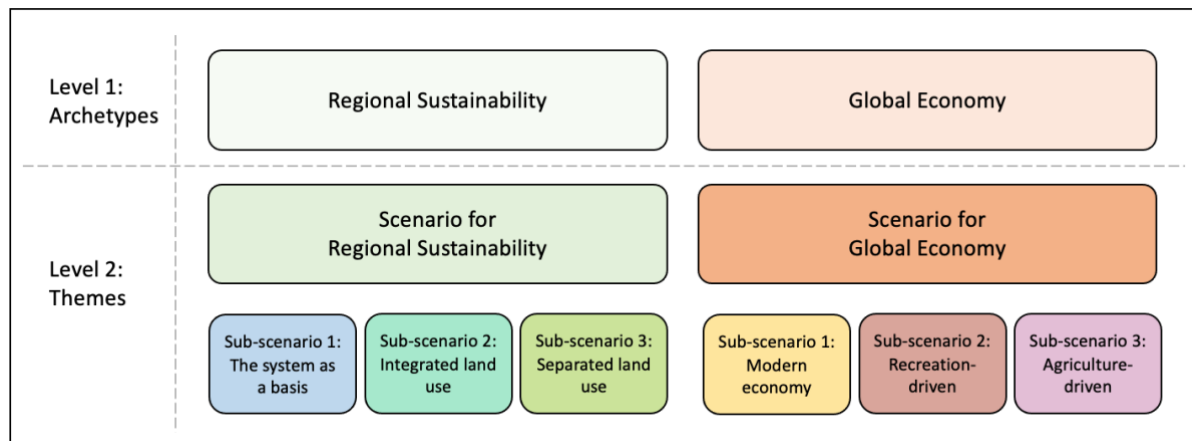 Level 1:
Archetypes
Regional Sustainability
Global Economy
Level 2:
Themes
Scenario for
Regional Sustainability
Scenario for
Global Economy
Sub-scenario 1:
The system as
a basis
Sub-scenario 2:
Integrated land
use
Sub-scenario 3:
Separated land
use
Sub-scenario 1:
Modern
economy
Sub-scenario 2:
Recreation-
driven
Sub-scenario 3:
Agriculture-
driven